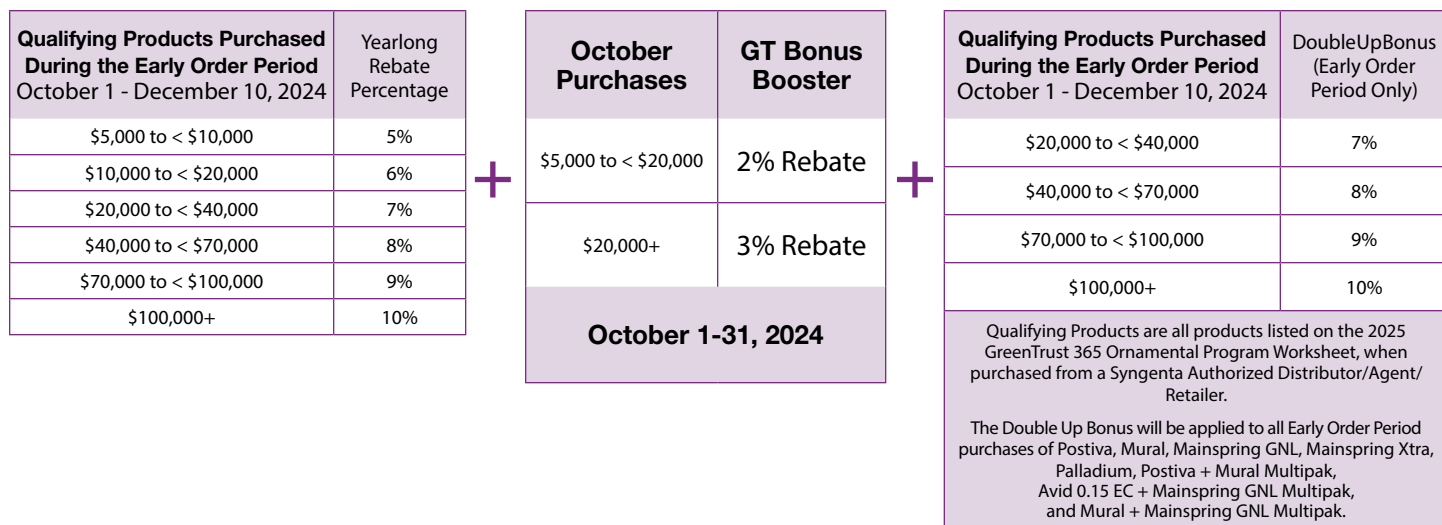 Qualifying Products Purchased
During the Early Order Period
October 1 - December 10, 2024
Yearlong
Rebate
Percentage
$5,000 to < $10,000 5%
$10,000 to < $20,000 6%
$20,000 to < $40,000 7%
$40,000 to < $70,000 8%
$70,000 to < $100,000 9%
$100,000+ 10%
+
October
Purchases
GT Bonus
Booster
$5,000 to < $20,000 2% Rebate
$20,000+ 3% Rebate
October 1-31, 2024
+
Qualifying Products Purchased
During the Early Order Period
October 1 - December 10, 2024
DoubleUpBonus
(Early Order
Period Only)
$20,000 to < $40,000 7%
$40,000 to < $70,000 8%
$70,000 to < $100,000 9%
$100,000+ 10%
Qualifying Products are all products listed on the 2025
GreenTrust 365 Ornamental Program Worksheet, when
purchased from a Syngenta Authorized Distributor/Agent/
Retailer.
The Double Up Bonus will be applied to all Early Order Period
purchases of Postiva, Mural, Mainspring GNL, Mainspring Xtra,
Palladium, Postiva + Mural Multipak,
Avid 0.15 EC + Mainspring GNL Multipak,
and Mural + Mainspring GNL Multipak.